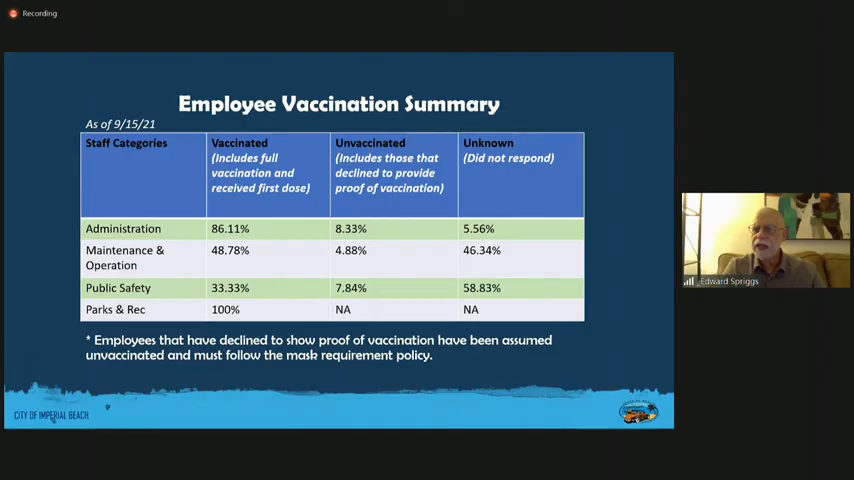 Recording
Employee Vaccination Summary
As of 9/15/21
Staff Categories
Vaccinated
(Includes full
vaccination and
received first dose)
Unvaccinated
(Includes those that
declined to provide
proof of vaccination)
Unknown
(Did not respond)
Administration 86.11% 8.33% 5.56%
Maintenance & 48.78% 4.88% 46.34%
Operation
Public Safety 33.33% 7.84% 58.83%
Parks & Rec 100% NA NA
* Employees that have declined to show proof of vaccination have been assumed
unvaccinated and must follow the mask requirement policy.
CITY OF IMPERIAL BEACH
Edward Spriggs